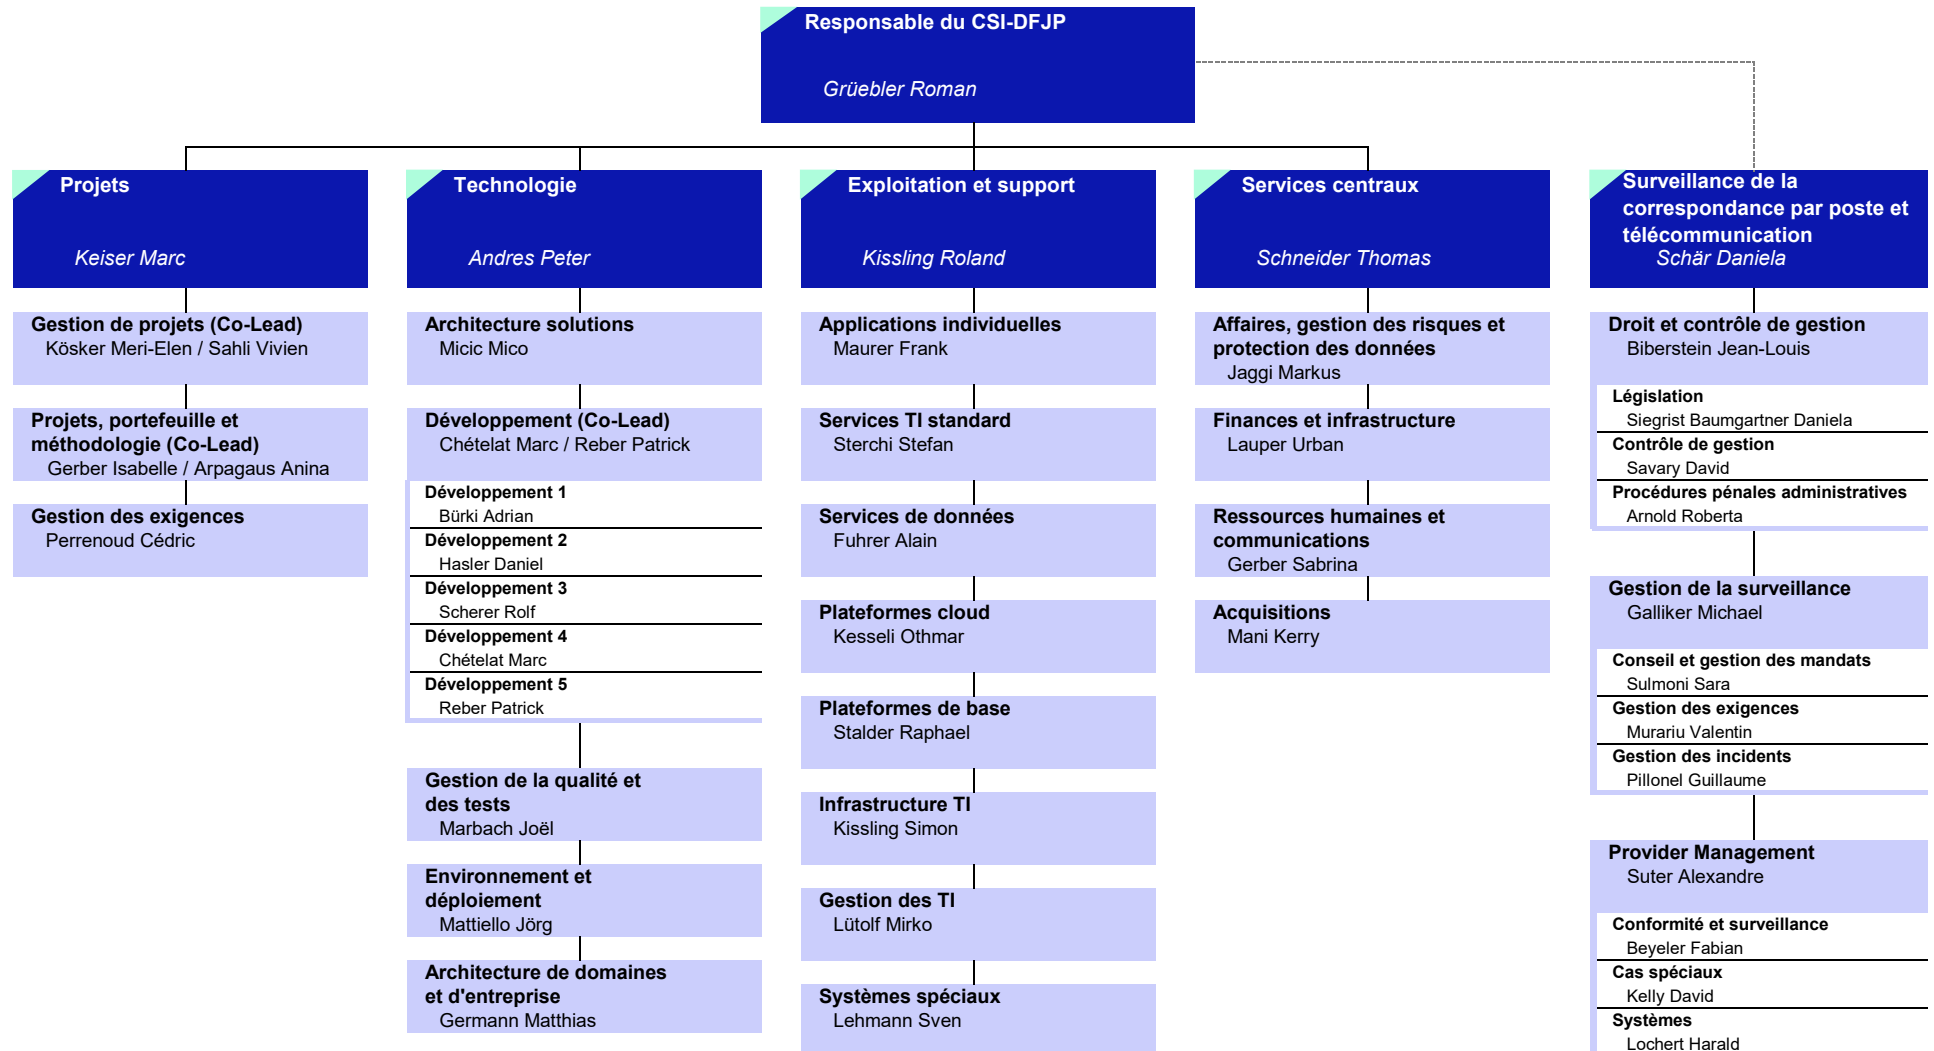 Responsable du CSI-DFJP
Grüebler Roman
Projets
Keiser Marc
Gestion de projets (Co-Lead)
Kösker Meri-Elen / Sahli Vivien
Projets, portefeuille et
méthodologie (Co-Lead)
Gerber Isabelle / Arpagaus Anina
Gestion des exigences
Perrenoud Cédric
Technologie
Andres Peter
Architecture solutions
Micic Mico
Développement (Co-Lead)
Chételat Marc / Reber Patrick
Développement 1
Bürki Adrian
Développement 2
Hasler Daniel
Développement 3
Scherer Rolf
Développement 4
Chételat Marc
Développement 5
Reber Patrick
Gestion de la qualité et
des tests
Marbach Joël
Environnement et
déploiement
Mattiello Jörg
Architecture de domaines
et d'entreprise
Germann Matthias
Exploitation et support
Kissling Roland
Applications individuelles
Maurer Frank
Services TI standard
Sterchi Stefan
Services de données
Fuhrer Alain
Plateformes cloud
Kesseli Othmar
Plateformes de base
Stalder Raphael
Infrastructure TI
Kissling Simon
Gestion des TI
Lütolf Mirko
Systèmes spéciaux
Lehmann Sven
Services centraux
Schneider Thomas
Affaires, gestion des risques et
protection des données
Jaggi Markus
Finances et infrastructure
Lauper Urban
Ressources humaines et
communications
Gerber Sabrina
Acquisitions
Mani Kerry
Surveillance de la
correspondance par poste et
télécommunication
Schär Daniela
Droit et contrôle de gestion
Biberstein Jean-Louis
Législation
Siegrist Baumgartner Daniela
Contrôle de gestion
Savary David
Procédures pénales administratives
Arnold Roberta
Gestion de la surveillance
Galliker Michael
Conseil et gestion des mandats
Sulmoni Sara
Gestion des exigences
Murariu Valentin
Gestion des incidents
Pillonel Guillaume
Provider Management
Suter Alexandre
Conformité et surveillance
Beyeler Fabian
Cas spéciaux
Kelly David
Systèmes
Lochert Harald